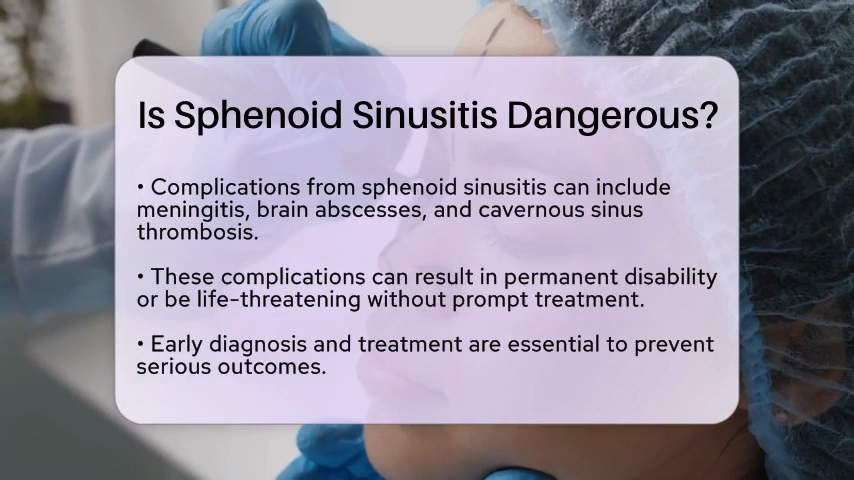 Is Sphenoid Sinusitis Dangerous?
• Complications from sphenoid sinusitis can include
meningitis, brain abscesses, and cavernous sinus
thrombosis.
• These complications can result in permanent disability
or be life-threatening without prompt treatment.
• Early diagnosis and treatment are essential to prevent
serious outcomes.